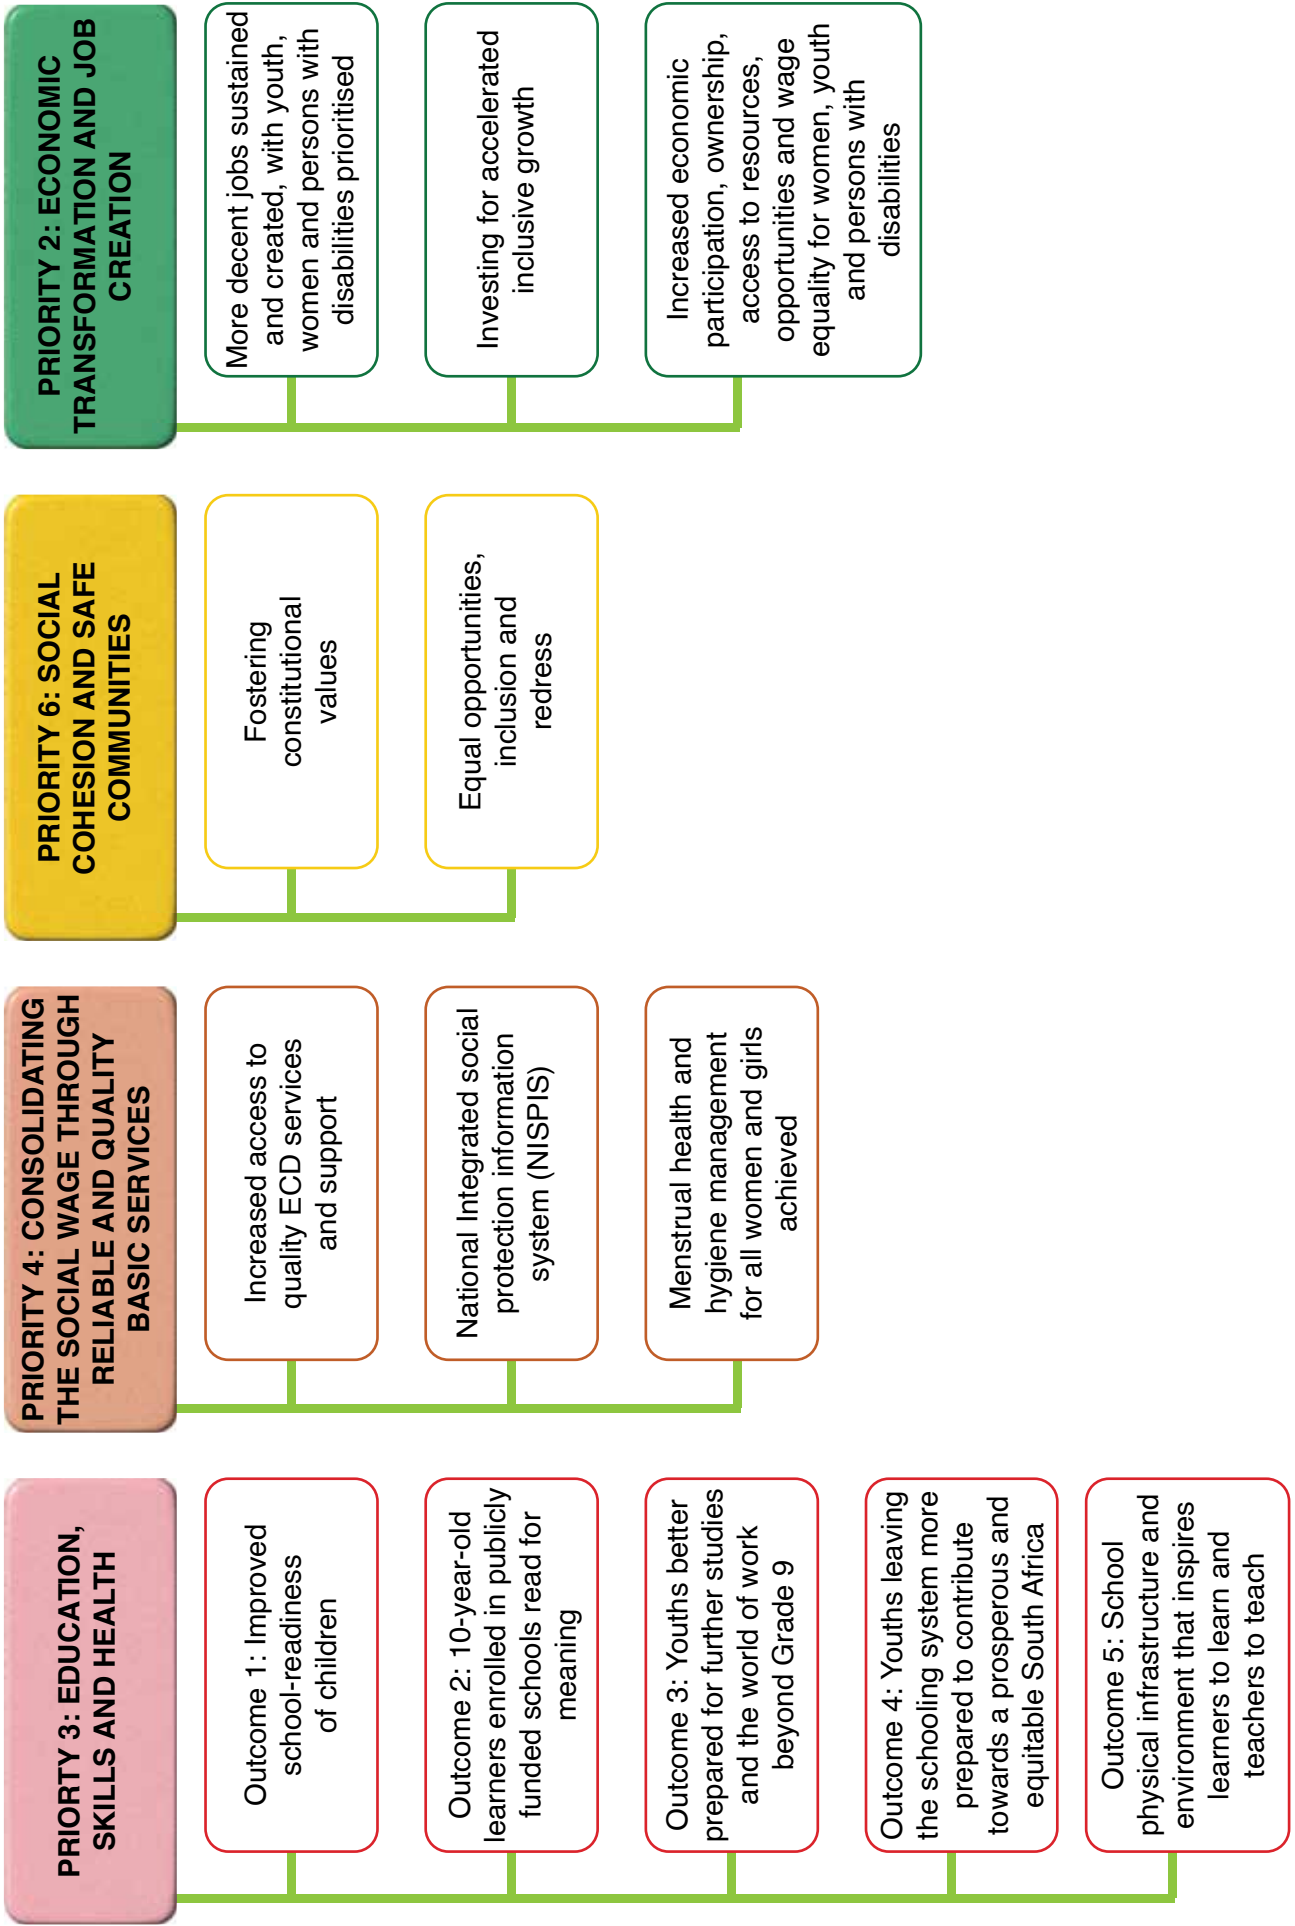 PRIORTY 3: EDUCATION,
SKILLS AND HEALTH
Outcome 1: Improved
school-readiness
of children
Outcome 2: 10-year-old
learners enrolled in publicly
funded schools read for
meaning
Outcome 3: Youths better
prepared for further studies
and the world of work
beyond Grade 9
Outcome 4: Youths leaving
the schooling system more
prepared to contribute
towards a prosperous and
equitable South Africa
Outcome 5: School
physical infrastructure and
environment that inspires
learners to learn and
teachers to teach
PRIORITY 4: CONSOLIDATING
THE SOCIAL WAGE THROUGH
RELIABLE AND QUALITY
BASIC SERVICES
Increased access to
quality ECD services
and support
National Integrated social
protection information
system (NISPIS)
Menstrual health and
hygiene management
for all women and girls
achieved
PRIORITY 6: SOCIAL
COHESION AND SAFE
COMMUNITIES
Fostering
constitutional
values
Equal opportunities,
inclusion and
redress
PRIORITY 2: ECONOMIC
TRANSFORMATION AND JOB
CREATION
More decent jobs sustained
and created, with youth,
women and persons with
disabilities prioritised
Investing for accelerated
inclusive growth
Increased economic
participation, ownership,
access to resources,
opportunities and wage
equality for women, youth
and persons with
disabilities